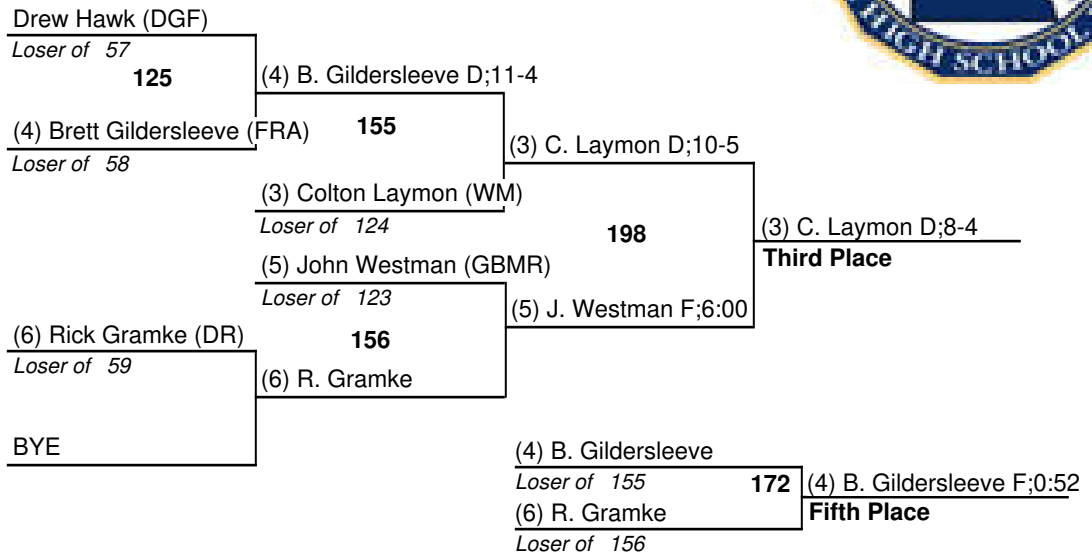 Drew Hawk (DGF)
Loser of 57
125
(4) B. Gildersleeve D;11-4
(4) Brett Gildersleeve (FRA)
Loser of 58
155
(3) C. Laymon D;10-5
(3) Colton Laymon (WM)
Loser of 124
198
(3) C. Laymon D;8-4
Third Place
(5) John Westman (GBMR)
Loser of 123
(5) J. Westman F;6:00
(6) Rick Gramke (DR)
Loser of 59
156
(6) R. Gramke
BYE
(4) B. Gildersleeve
Loser of 155
172
(4) B. Gildersleeve F;0:52
Fifth Place
(6) R. Gramke
Loser of 156
HIGH SCHOOL